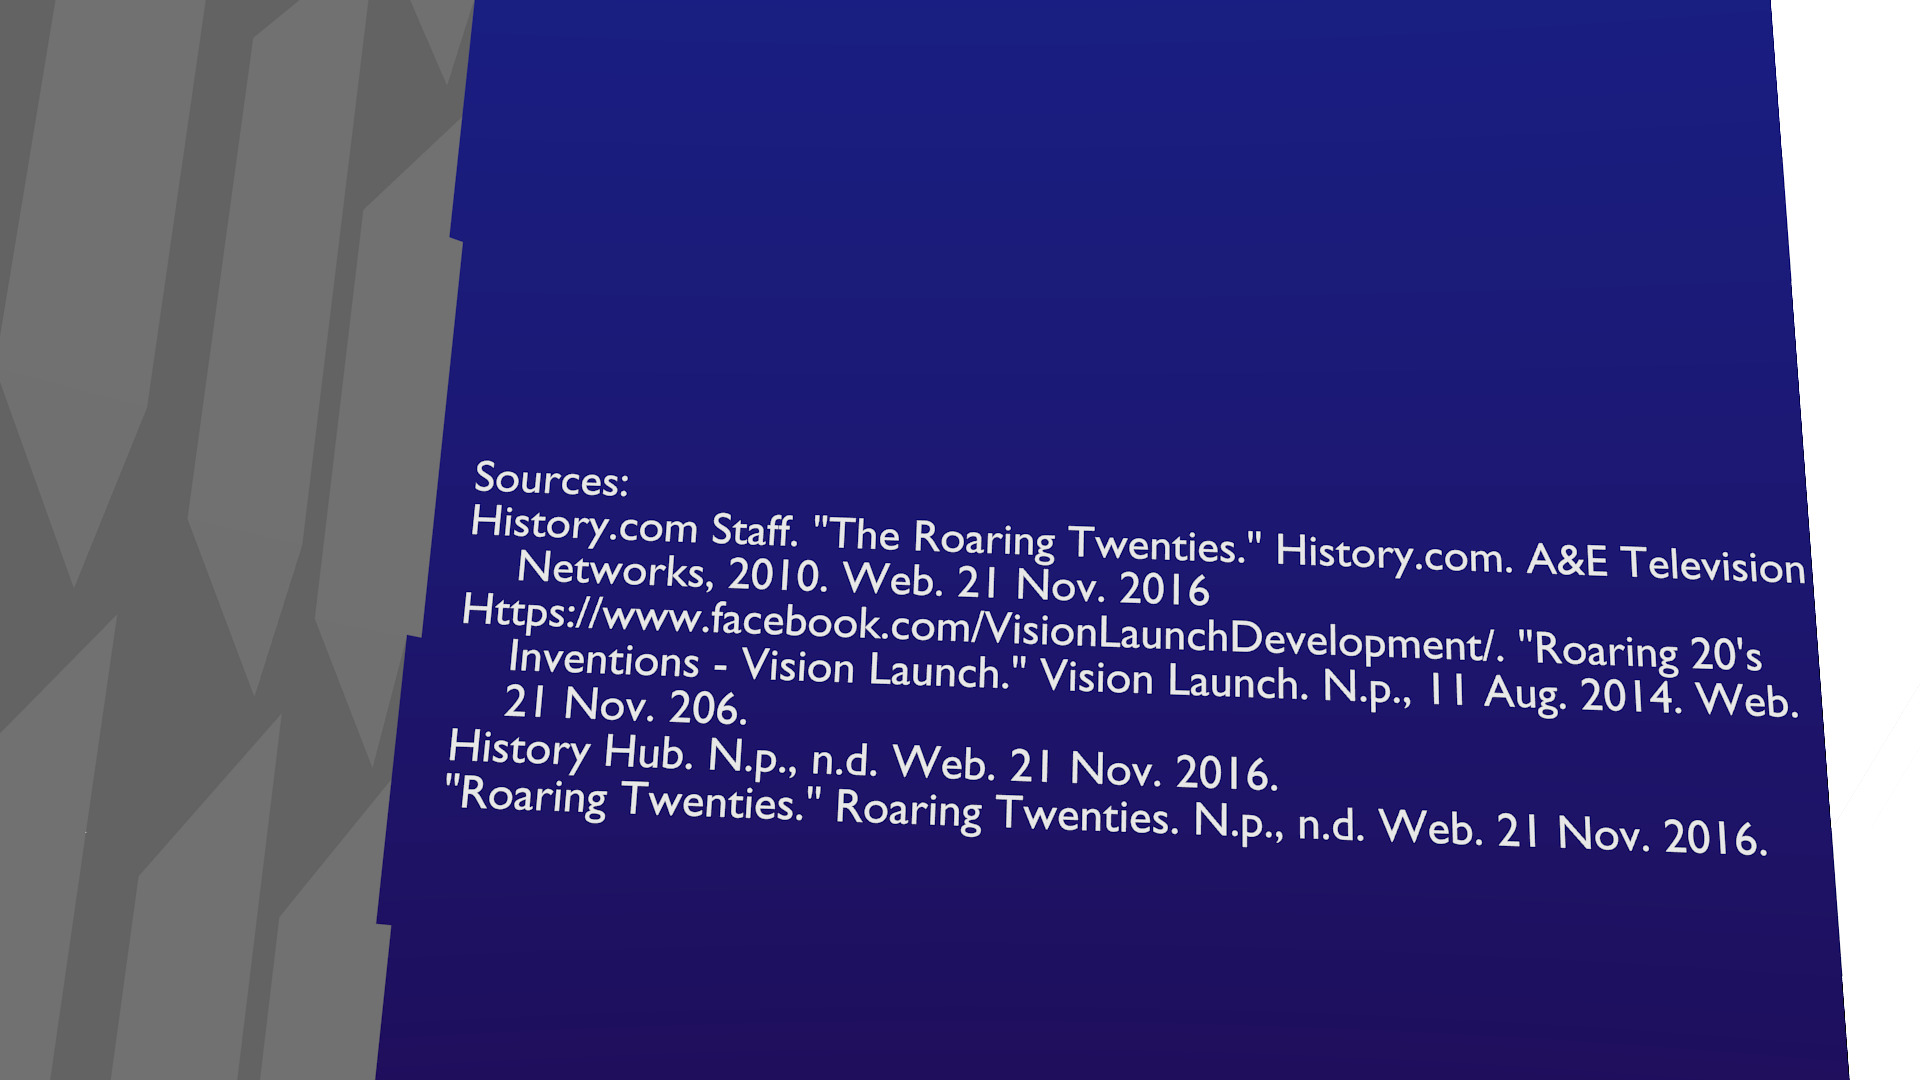 Sources:
History.com Staff. "The Roaring Twenties." History.com. A&E Television
Networks, 2010. Web. 21 Nov. 2016
Https://www.facebook.com/VisionLaunchDevelopment/. "Roaring 20's
Inventions - Vision Launch." Vision Launch. N.p., 11 Aug. 2014. Web.
21 Nov. 206.
History Hub. N.p., n.d. Web. 21 Nov. 2016.
"Roaring Twenties." Roaring Twenties. N.p., n.d. Web. 21 Nov. 2016.